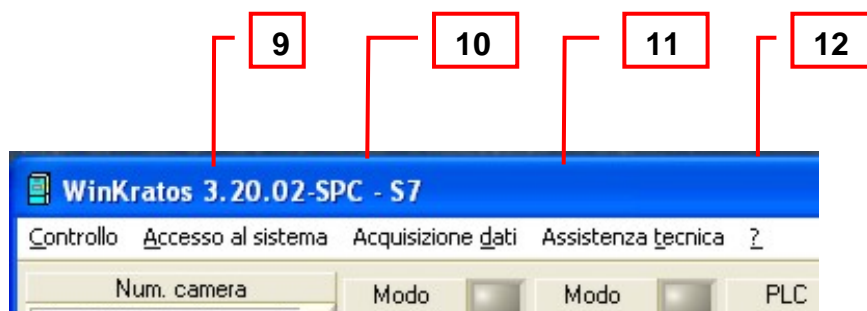 9 10 11 12
WinKratos 3.20.02-SPC - S7
Controllo Accesso al sistema Acquisizione dati Assistenza tecnica ?
Num. camera Modo Modo PLC